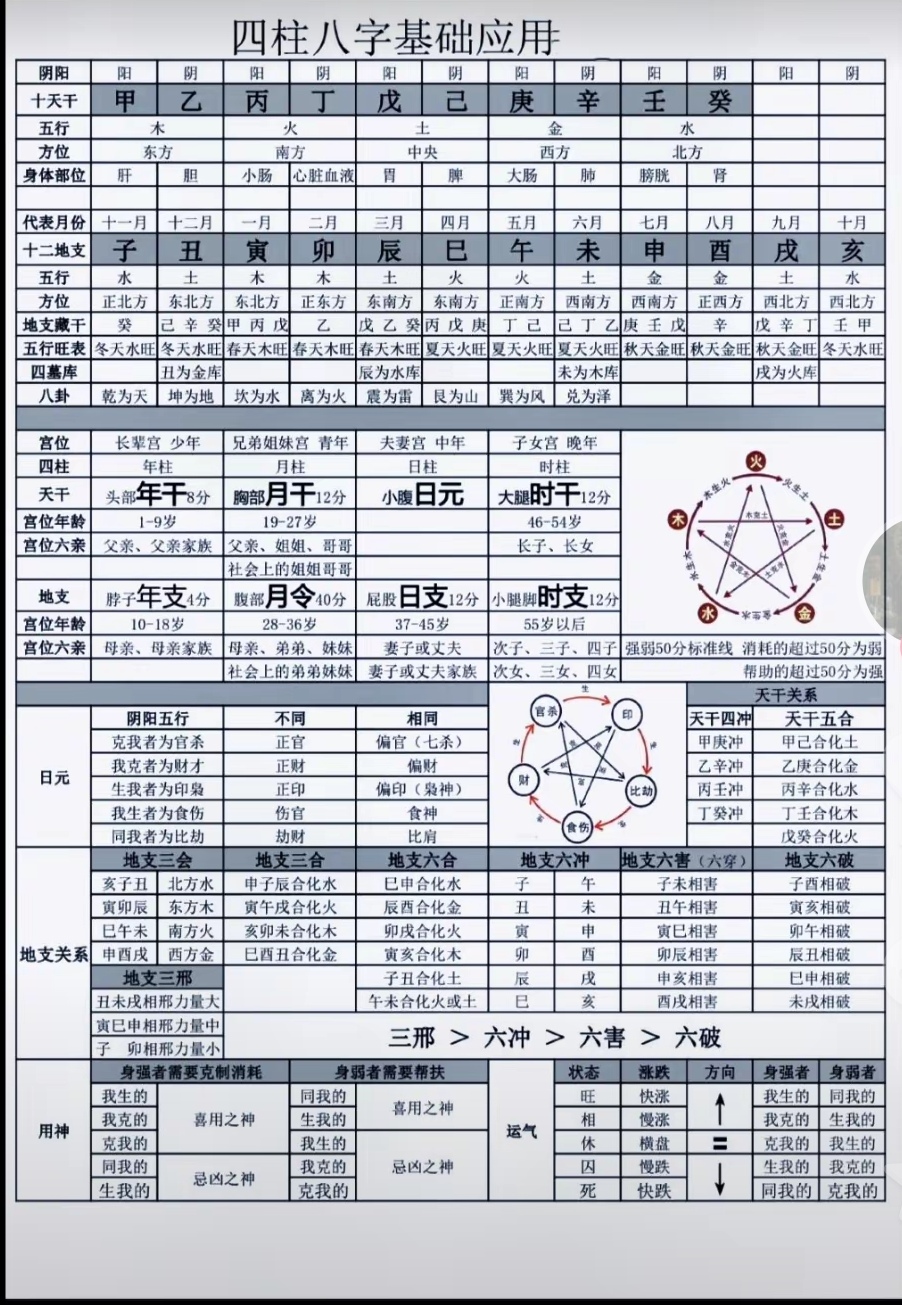 四柱八字基础应用
阴阳 阳 阴 阳 阴 阳 阴 阳 阴 阳 阴 阳 阴
十天干 甲 乙 丙 丁 戊 己 庚 辛 壬 癸
五行 木 火 土 金 水
方位 东方 南方 中央 西方 北方
身体部位 肝 胆 小肠 心脏血液 胃 脾 大肠 肺 膀胱 肾
代表月份 十一月 十二月 一月 二月 三月 四月 五月 六月 七月 八月 九月 十月
十二地支 子 丑 寅 卯 辰 巳 午 未 申 酉 戌 亥
五行 水 土 木 木 土 火 火 土 金 金 土 水
方位 正北方 东北方 东北方 正东方 东南方 东南方 正南方 西南方 西南方 正西方 西北方 西北方
地支藏干 癸 己 辛 癸 甲 丙 戊 乙 戊 乙 癸 丙 戊 庚 丁 己 己 丁 乙 庚 壬 戊 辛 戊 辛 丁 壬 甲
五行旺表 冬天水旺 冬天水旺 春天木旺 春天木旺 春天木旺 夏天火旺 夏天火旺 夏天火旺 秋天金旺 秋天金旺 秋天金旺 冬天水旺
四墓库 丑为金库 辰为水库 未为木库 戌为火库
八卦 乾为天 坤为地 坎为水 离为火 震为雷 艮为山 巽为风 兑为泽
宫位 长辈宫 少年 兄弟姐妹宫 青年 夫妻宫 中年 子女宫 晚年
四柱 年柱 月柱 日柱 时柱
天干 头部年干8分 胸部月干12分 小腹日元 大腿时干12分
宫位年龄 1-9岁 19-27岁 46-54岁
宫位六亲 父亲、父亲家族 父亲、姐姐、哥哥 长子、长女
社会上的姐姐哥哥
地支 脖子年支4分 腹部月令40分 屁股日支12分 小腿脚时支12分
宫位年龄 10-18岁 28-36岁 37-45岁 55岁以后
宫位六亲 母亲、母亲家族 母亲、弟弟、妹妹 妻子或丈夫 次子、三子、四子 强弱50分标准线 消耗的超过50分为弱
社会上的弟弟妹妹 妻子或丈夫家族 次女、三女、四女 帮助的超过50分为强
火
木生火 火生土
木 木克土 土
水克火 火克金
金克木 土克水
水生木 土生金
水 金生水 金
天干关系
阴阳五行 不同 相同 天干四冲 天干五合
克我者为官杀 正官 偏官（七杀） 甲庚冲 甲己合化土
我克者为财才 正财 偏财 乙辛冲 乙庚合化金
日元 生我者为印枭 正印 偏印（枭神） 丙壬冲 丙辛合化水
我生者为食伤 伤官 食神 丁癸冲 丁壬合化木
同我者为比劫 劫财 比肩 戊癸合化火
生
官杀 印
生 生
克 克
克 克
财 克 比劫
生 生
食伤
地支三会 地支三合 地支六合 地支六冲 地支六害（六穿） 地支六破
亥子丑 北方水 申子辰合化水 巳申合化水 子 午 子未相害 子酉相破
寅卯辰 东方木 寅午戌合化火 辰酉合化金 丑 未 丑午相害 寅亥相破
巳午未 南方火 亥卯未合化木 卯戌合化火 寅 申 寅巳相害 卯午相破
地支关系 申酉戌 西方金 巳酉丑合化金 寅亥合化木 卯 酉 卯辰相害 辰丑相破
地支三邢 子丑合化土 辰 戌 申亥相害 巳申相破
丑未戌相邢力量大 午未合化火或土 巳 亥 酉戌相害 未戌相破
寅巳申相邢力量中
子 卯相邢力量小
三邢 > 六冲 > 六害 > 六破
身强者需要克制消耗 身弱者需要帮扶 状态 涨跌 方向 身强者 身弱者
我生的 喜用之神 同我的 喜用之神 旺 快涨 我生的 同我的
我克的 生我的 相 慢涨 我克的 生我的
用神 克我的 我生的 运气 休 横盘 克我的 我生的
同我的 忌凶之神 我克的 忌凶之神 囚 慢跌 生我的 我克的
生我的 克我的 死 快跌 同我的 克我的